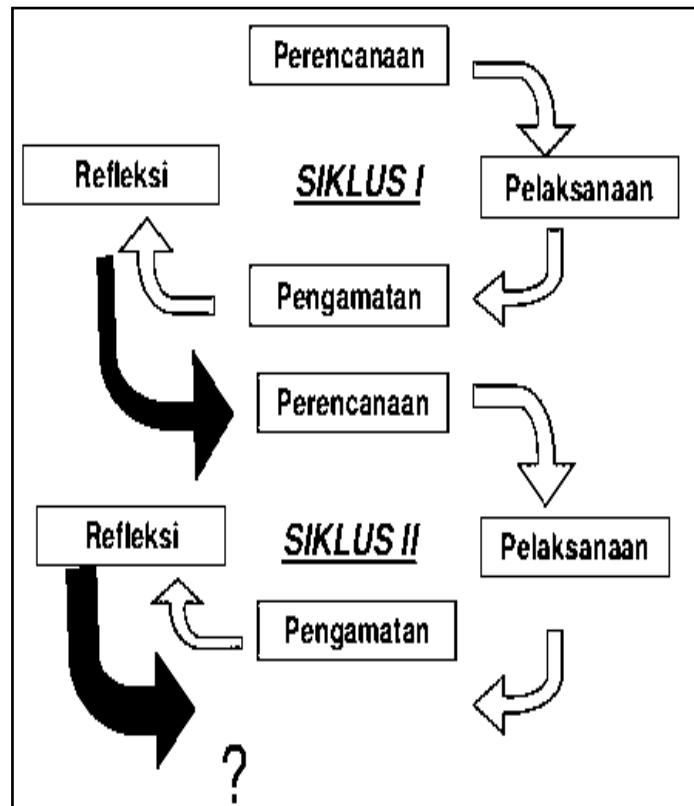 Perencanaan
Refleksi
SIKLUS I
Pelaksanaan
Pengamatan
Perencanaan
Refleksi
SIKLUS II
Pelaksanaan
Pengamatan
?